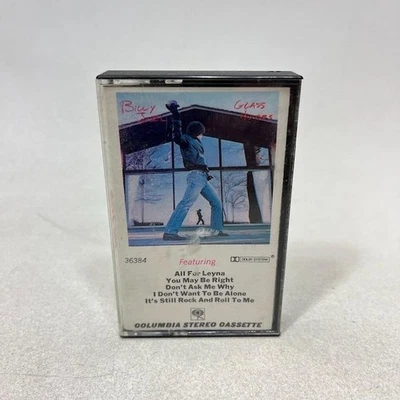 Billy Glass
Joel Houses
36384 Featuring DOLBY SYSTEM
All For Leyna
You May Be Right
Don't Ask Me Why
I Don't Want To Be Alone
It's Still Rock And Roll To Me
COLUMBIA STEREO CASSETTE